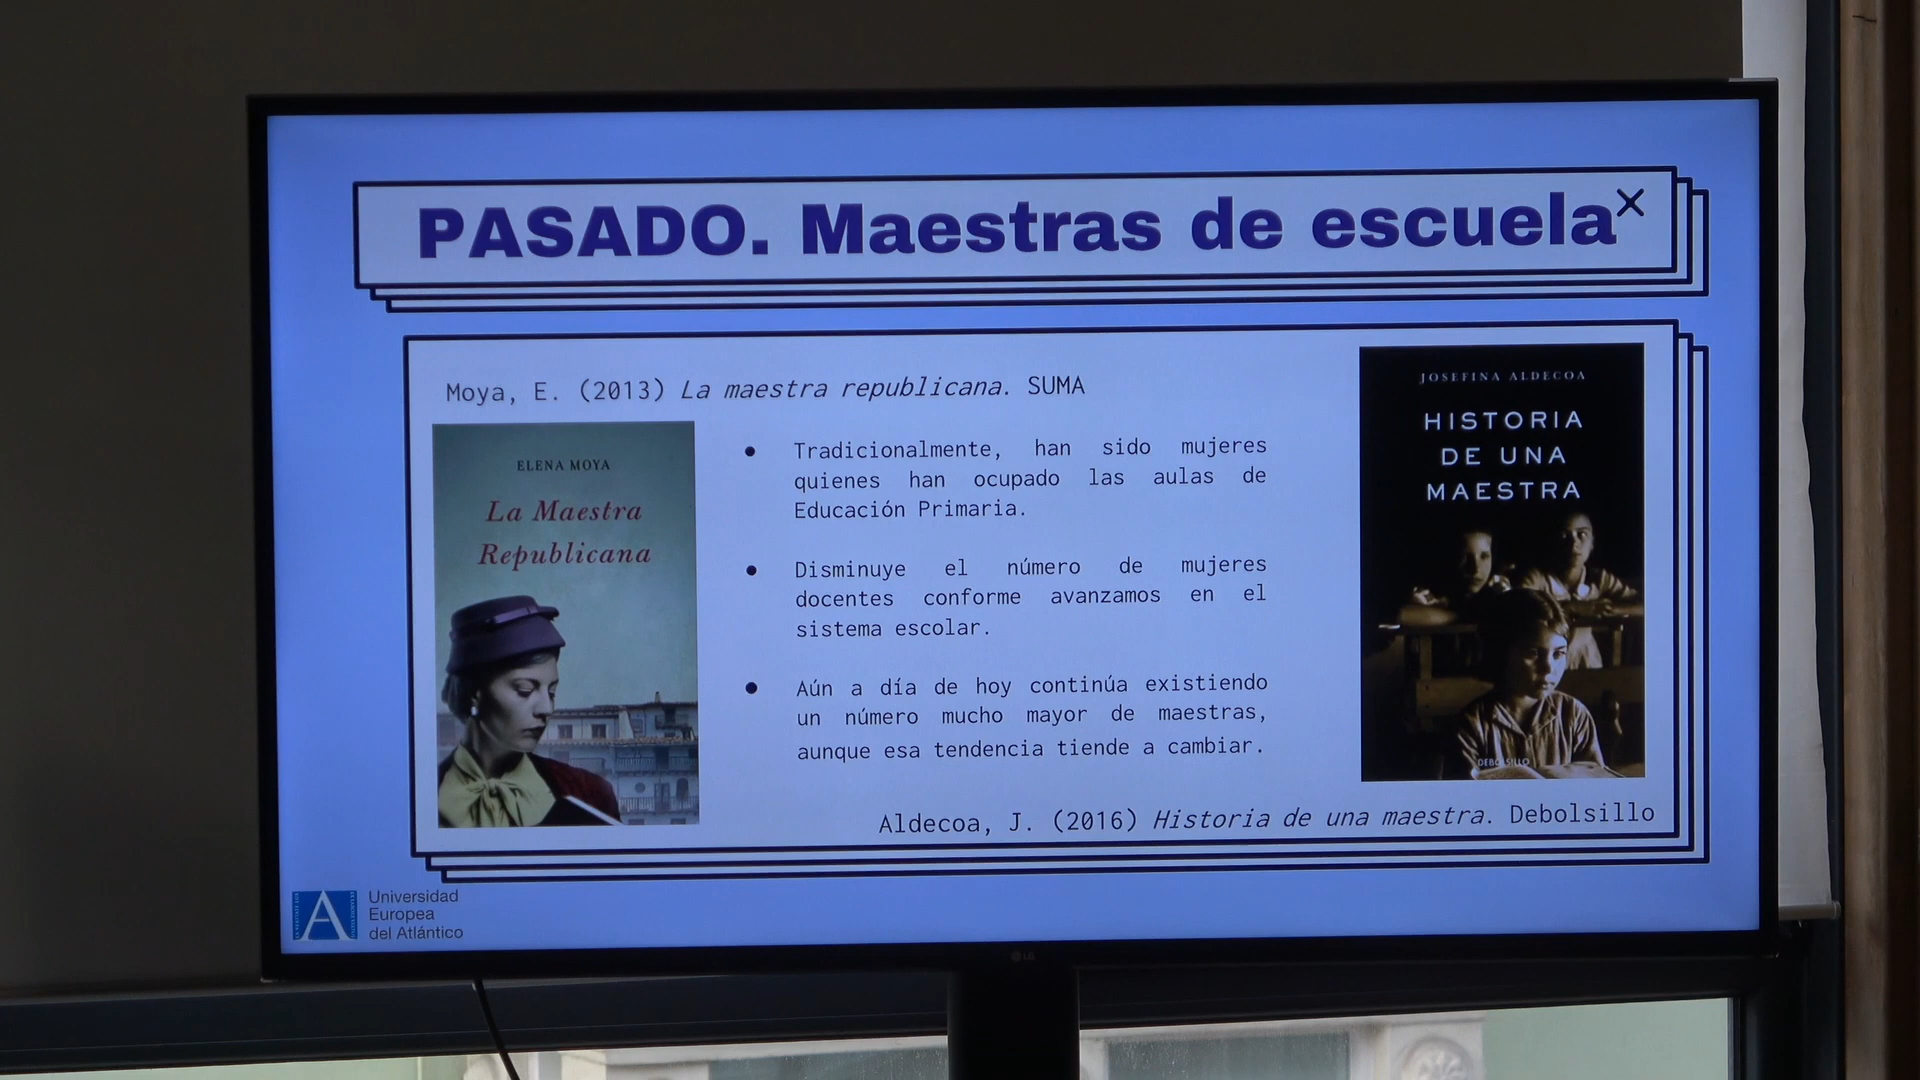 PASADO. Maestras de escuela
Moya, E. (2013) La maestra republicana. SUMA
ELENA MOYA
La Maestra
Republicana
Tradicionalmente, han sido mujeres
quienes han ocupado las aulas de
Educación Primaria.
Disminuye el número de mujeres
docentes conforme avanzamos en el
sistema escolar.
Aún a día de hoy continúa existiendo
un número mucho mayor de maestras,
aunque esa tendencia tiende a cambiar.
JOSEFINA ALDECOA
HISTORIA
DE UNA
MAESTRA
DEBOLSILLO
Aldecoa, J. (2016) Historia de una maestra. Debolsillo
A
Universidad
Europea
del Atlántico
LG